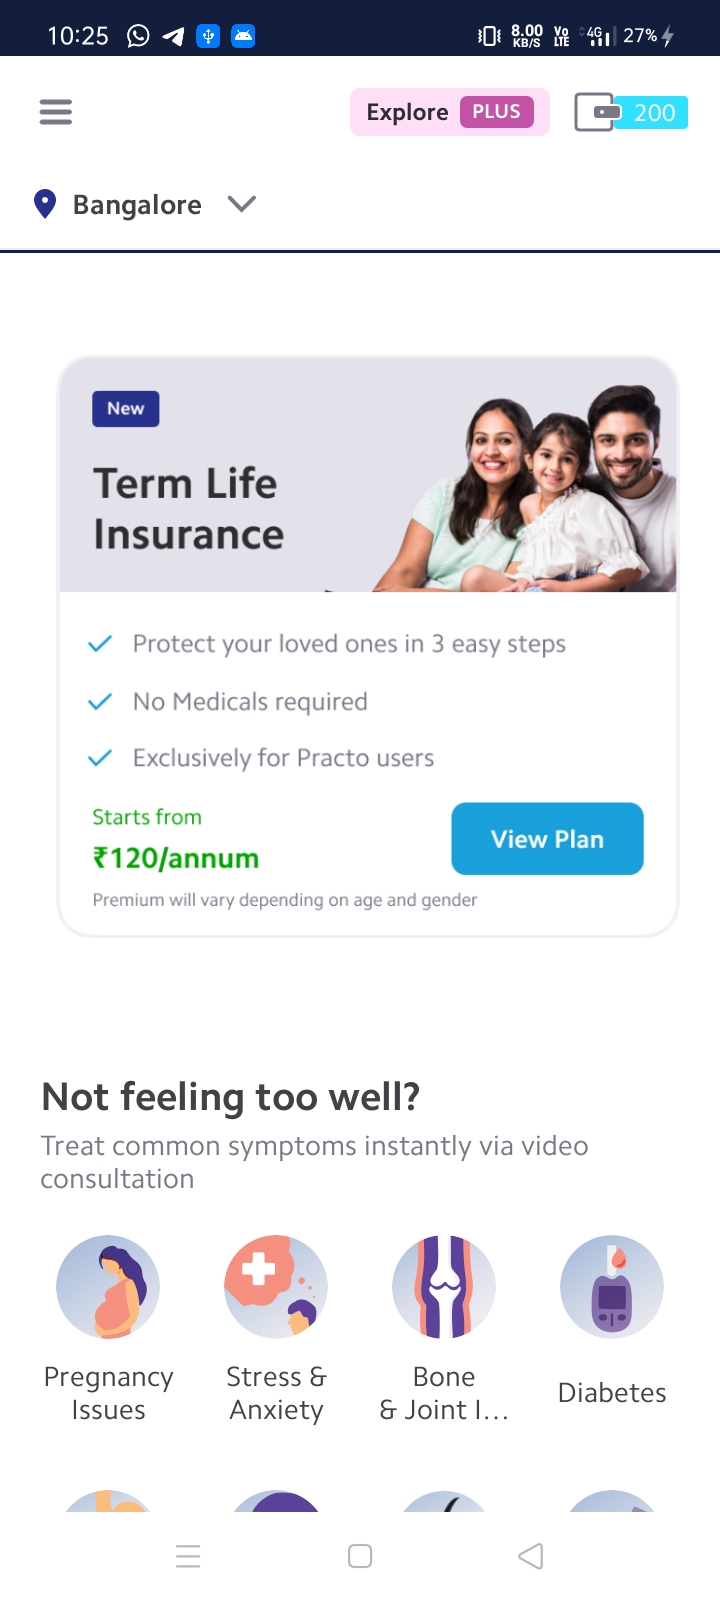 10:25 8.00 KB/S Vo LTE 4G 27%
Explore PLUS 200
Bangalore
New
Term Life
Insurance
Protect your loved ones in 3 easy steps
No Medicals required
Exclusively for Practo users
Starts from
₹120/annum
View Plan
Premium will vary depending on age and gender
Not feeling too well?
Treat common symptoms instantly via video
consultation
Pregnancy Issues
Stress & Anxiety
Bone & Joint I...
Diabetes